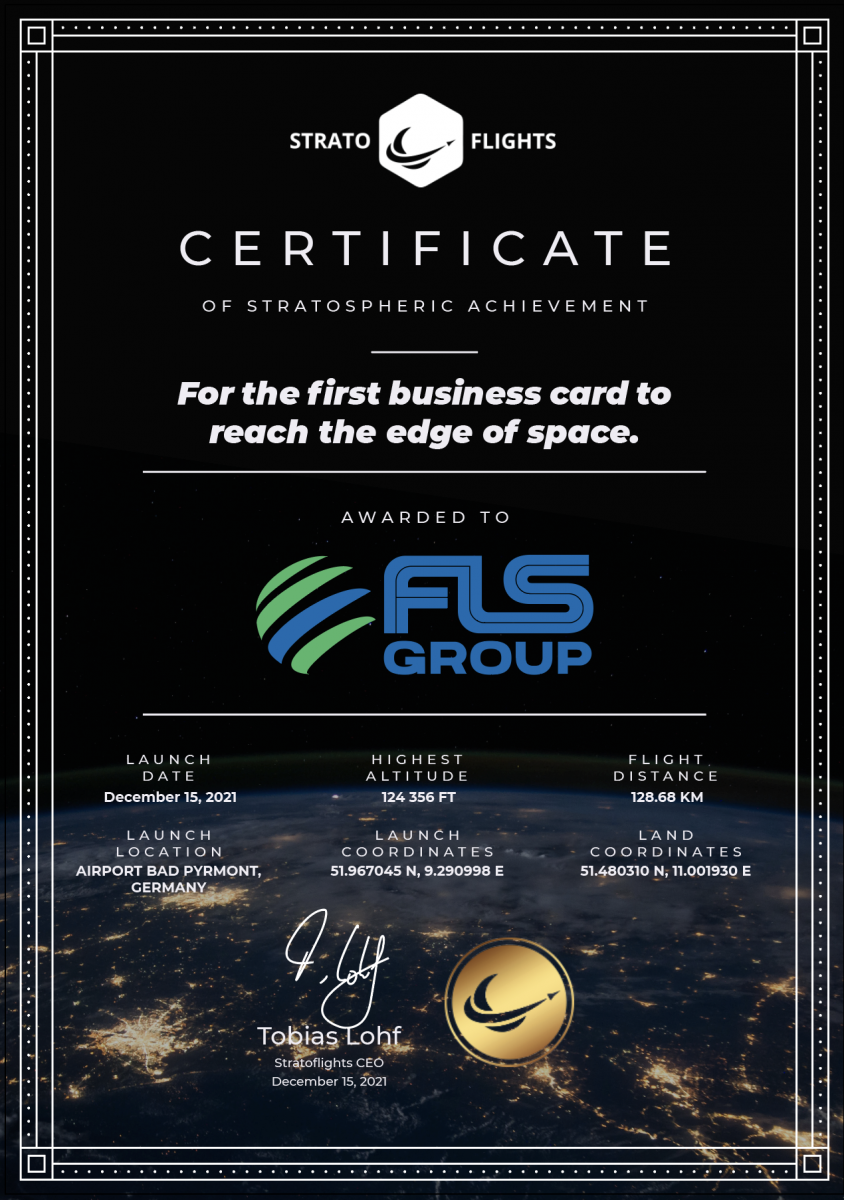 STRATO FLIGHTS
CERTIFICATE
OF STRATOSPHERIC ACHIEVEMENT
For the first business card to
reach the edge of space.
AWARDED TO
FLS
GROUP
LAUNCH
DATE
December 15, 2021
HIGHEST
ALTITUDE
124 356 FT
FLIGHT
DISTANCE
128.68 KM
LAUNCH
LOCATION
AIRPORT BAD PYRMONT,
GERMANY
LAUNCH
COORDINATES
51.967045 N, 9.290998 E
LAND
COORDINATES
51.480310 N, 11.001930 E
T. Lohf
Tobias Lohf
Stratoflights CEO
December 15, 2021